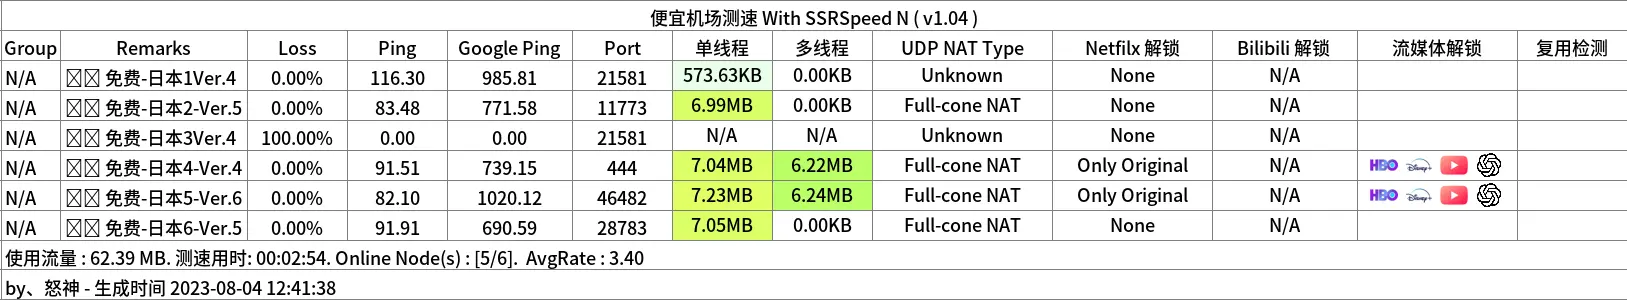 便宜机场测速 With SSRSpeed N ( v1.04 )
Group Remarks Loss Ping Google Ping Port 单线程 多线程 UDP NAT Type Netfilx 解锁 Bilibili 解锁 流媒体解锁 复用检测
N/A 免费-日本1Ver.4 0.00% 116.30 985.81 21581 573.63KB 0.00KB Unknown None N/A
N/A 免费-日本2-Ver.5 0.00% 83.48 771.58 11773 6.99MB 0.00KB Full-cone NAT None N/A
N/A 免费-日本3Ver.4 100.00% 0.00 0.00 21581 N/A N/A Unknown None N/A
N/A 免费-日本4-Ver.4 0.00% 91.51 739.15 444 7.04MB 6.22MB Full-cone NAT Only Original N/A HBO Disney+
N/A 免费-日本5-Ver.6 0.00% 82.10 1020.12 46482 7.23MB 6.24MB Full-cone NAT Only Original N/A HBO Disney+
N/A 免费-日本6-Ver.5 0.00% 91.91 690.59 28783 7.05MB 0.00KB Full-cone NAT None N/A
使用流量 : 62.39 MB. 测速用时: 00:02:54. Online Node(s) : [5/6]. AvgRate : 3.40
by、怒神 - 生成时间 2023-08-04 12:41:38